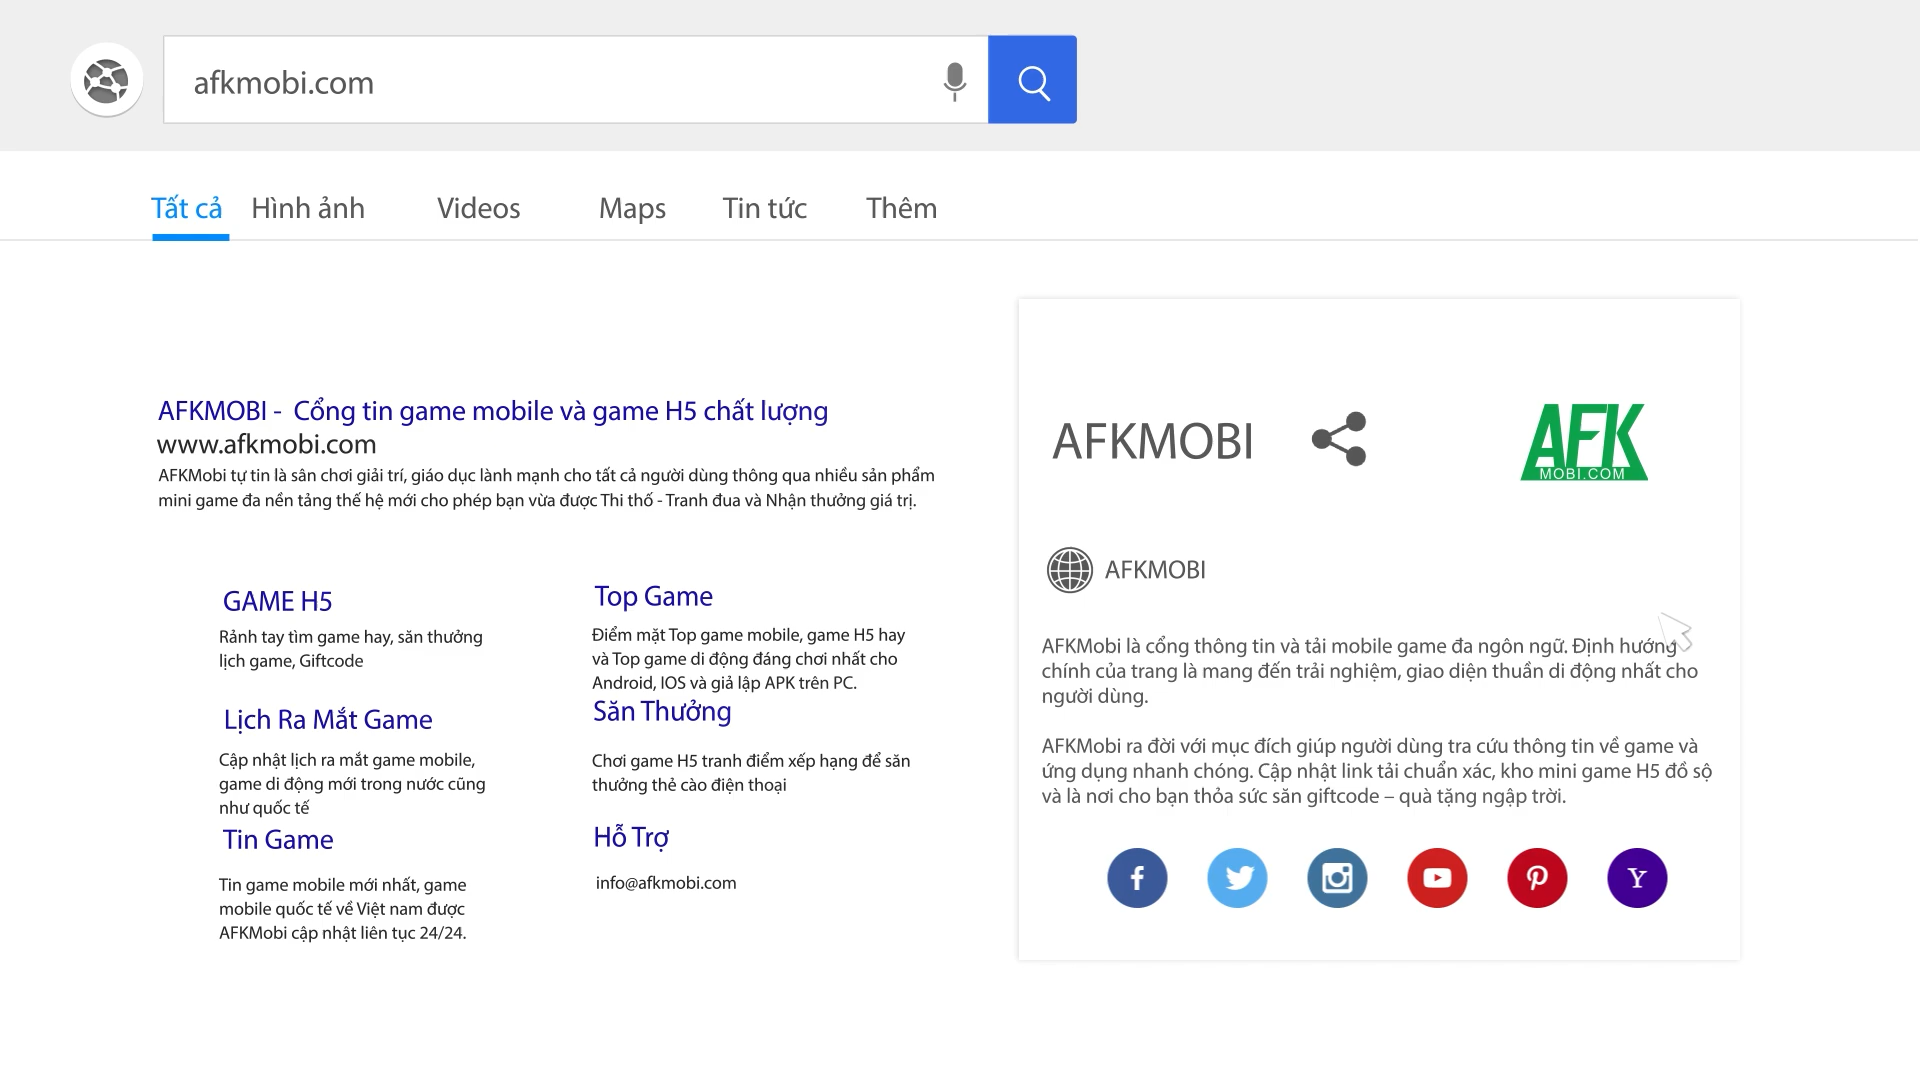 afkmobi.com
Tất cả
Hình ảnh
Videos
Maps
Tin tức
Thêm
AFKMOBI - Cổng tin game mobile và game H5 chất lượng
www.afkmobi.com
AFKMobi tự tin là sân chơi giải trí, giáo dục lành mạnh cho tất cả người dùng thông qua nhiều sản phẩm
mini game đa nền tảng thế hệ mới cho phép bạn vừa được Thi thố - Tranh đua và Nhận thưởng giá trị.
GAME H5
Rảnh tay tìm game hay, săn thưởng
lịch game, Giftcode
Lịch Ra Mắt Game
Cập nhật lịch ra mắt game mobile,
game di động mới trong nước cũng
như quốc tế
Tin Game
Tin game mobile mới nhất, game
mobile quốc tế về Việt nam được
AFKMobi cập nhật liên tục 24/24.
Top Game
Điểm mặt Top game mobile, game H5 hay
và Top game di động đáng chơi nhất cho
Android, IOS và giả lập APK trên PC.
Săn Thưởng
Chơi game H5 tranh điểm xếp hạng để săn
thưởng thẻ cào điện thoại
Hỗ Trợ
info@afkmobi.com
AFKMOBI
AFK
MOBI.COM
AFKMOBI
AFKMobi là cổng thông tin và tải mobile game đa ngôn ngữ. Định hướng
chính của trang là mang đến trải nghiệm, giao diện thuần di động nhất cho
người dùng.
AFKMobi ra đời với mục đích giúp người dùng tra cứu thông tin về game và
ứng dụng nhanh chóng. Cập nhật link tải chuẩn xác, kho mini game H5 đồ sộ
và là nơi cho bạn thỏa sức săn giftcode – quà tặng ngập trời.